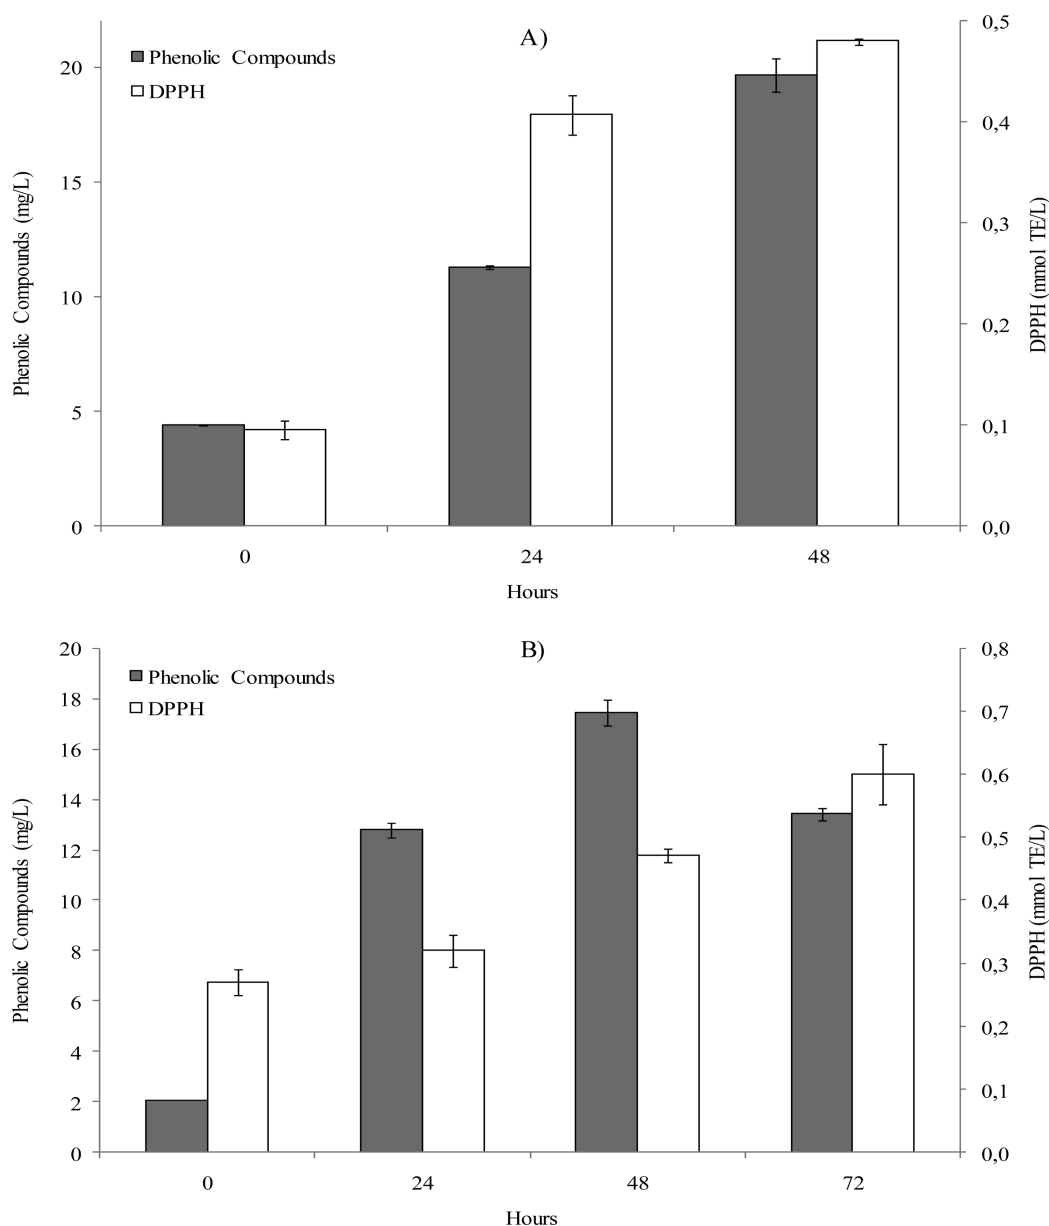 A)
Phenolic Compounds
DPPH
Phenolic Compounds (mg/L)
20
15
10
5
0
DPPH (mmol TE/L)
0,5
0,4
0,3
0,2
0,1
0,0
0 24 48
Hours
B)
Phenolic Compounds
DPPH
Phenolic Compounds (mg/L)
20
18
16
14
12
10
8
6
4
2
0
DPPH (mmol TE/L)
0,8
0,7
0,6
0,5
0,4
0,3
0,2
0,1
0,0
0 24 48 72
Hours